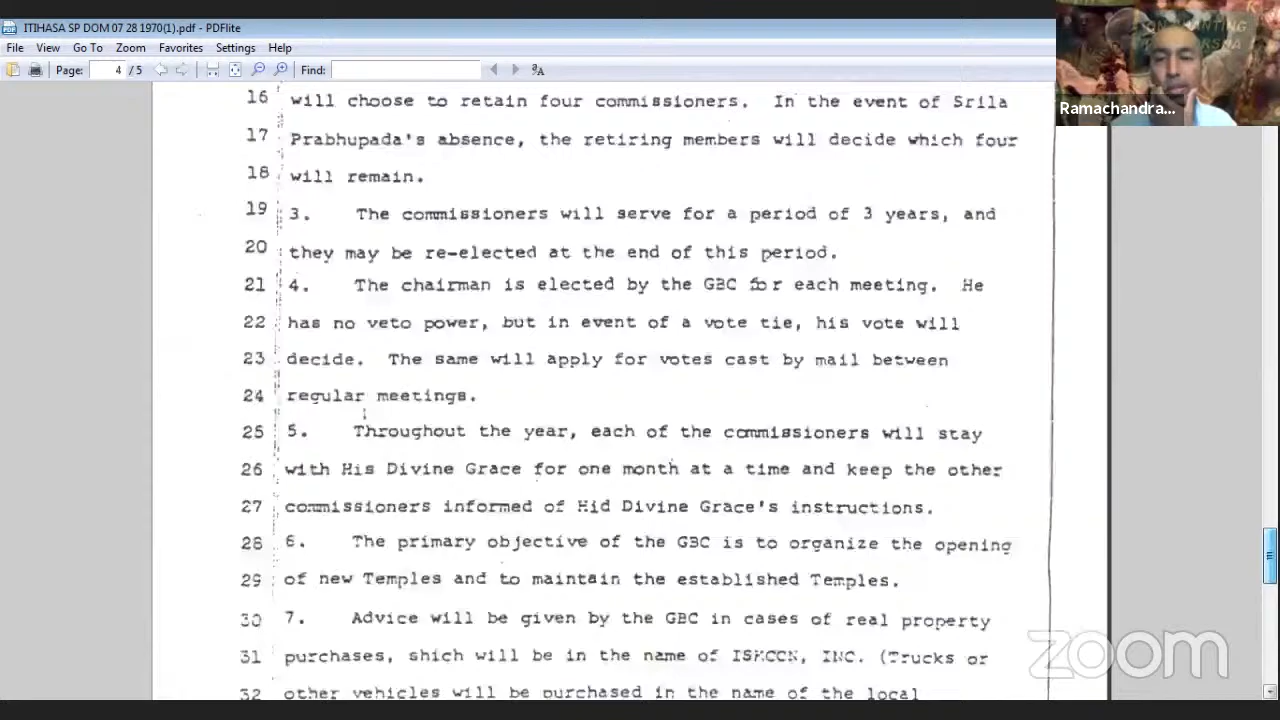 ITIHASA SP DOM 07 28 1970(1).pdf - PDFlite
File View Go To Zoom Favorites Settings Help
Page: 4 / 5 Find:
16 will choose to retain four commissioners. In the event of Srila
17 Prabhupada's absence, the retiring members will decide which four
18 will remain.
19 3. The commissioners will serve for a period of 3 years, and
20 they may be re-elected at the end of this period.
21 4. The chairman is elected by the GBC for each meeting. He
22 has no veto power, but in event of a vote tie, his vote will
23 decide. The same will apply for votes cast by mail between
24 regular meetings.
25 5. Throughout the year, each of the commissioners will stay
26 with His Divine Grace for one month at a time and keep the other
27 commissioners informed of Hid Divine Grace's instructions.
28 6. The primary objective of the GBC is to organize the opening
29 of new Temples and to maintain the established Temples.
30 7. Advice will be given by the GBC in cases of real property
31 purchases, shich will be in the name of ISKCON, INC. (Trucks or
32 other vehicles will be purchased in the name of the local
Ramachandra...
zoom